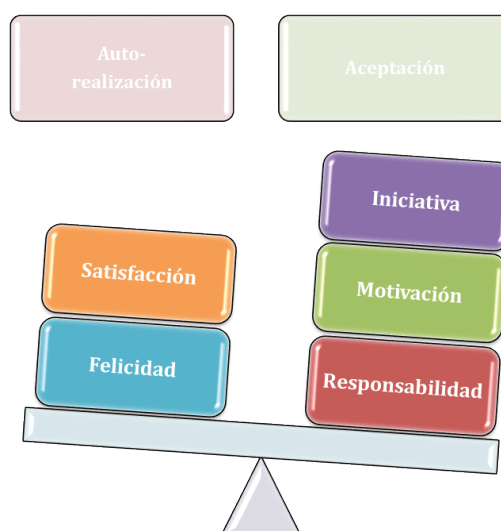 Auto-
realización
Aceptación
Iniciativa
Satisfacción
Motivación
Felicidad
Responsabilidad